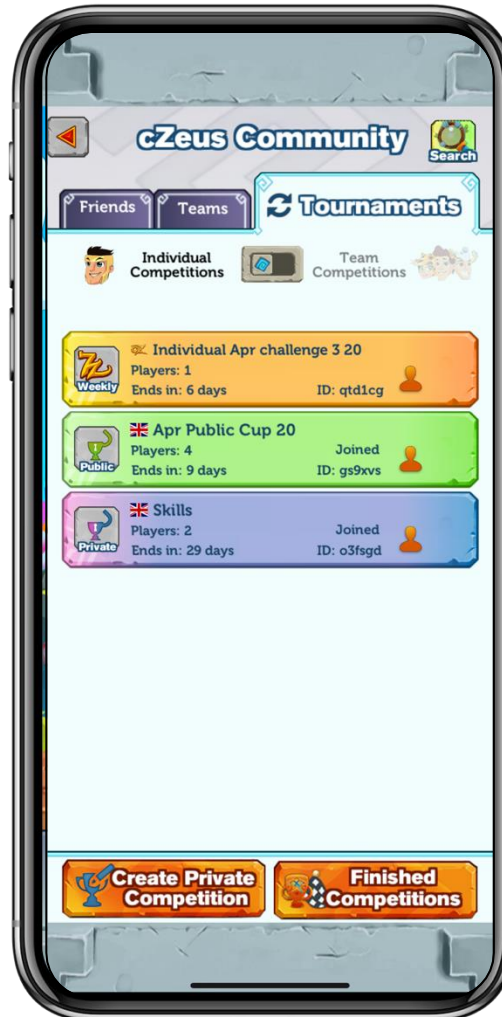 cZeus Community
Search
Friends
Teams
Tournaments
Individual
Competitions
Team
Competitions
Individual Apr challenge 3 20
Players: 1
Weekly
Ends in: 6 days
ID: qtd1cg
Apr Public Cup 20
Players: 4
Joined
Public
Ends in: 9 days
ID: gs9xvs
Skills
Players: 2
Joined
Private
Ends in: 29 days
ID: o3fsgd
Create Private
Competition
Finished
Competitions